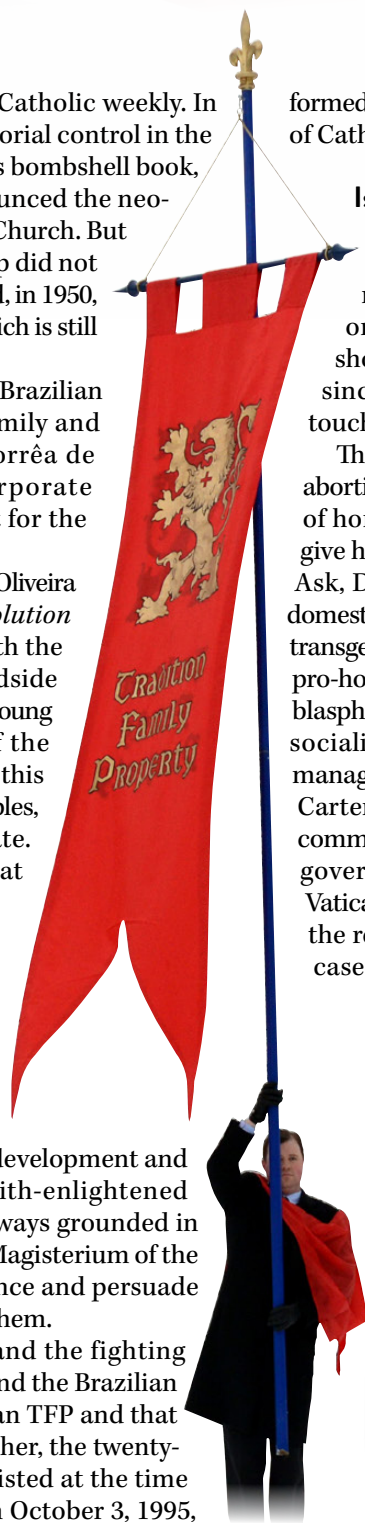 Catholic weekly. In
orial control in the
s bombshell book,
unced the neo-
Church. But
o did not
l, in 1950,
ich is still
Brazilian
mily and
orrêa de
rporate
t for the
Oliveira
olution
th the
dside
oung
f the
this
ples,
te.
at
development and
ith-enlightened
ways grounded in
Magisterium of the
nce and persuade
hem.
and the fighting
nd the Brazilian
an TFP and that
her, the twenty-
isted at the time
n October 3, 1995,
Tradition
Family
Property
formed
of Cath
Is
r
or
sho
sinc
touch
Th
aborti
of hor
give h
Ask, D
domest
transge
pro-ho
blasph
sociali
manag
Carter
comm
gover
Vatica
the re
case